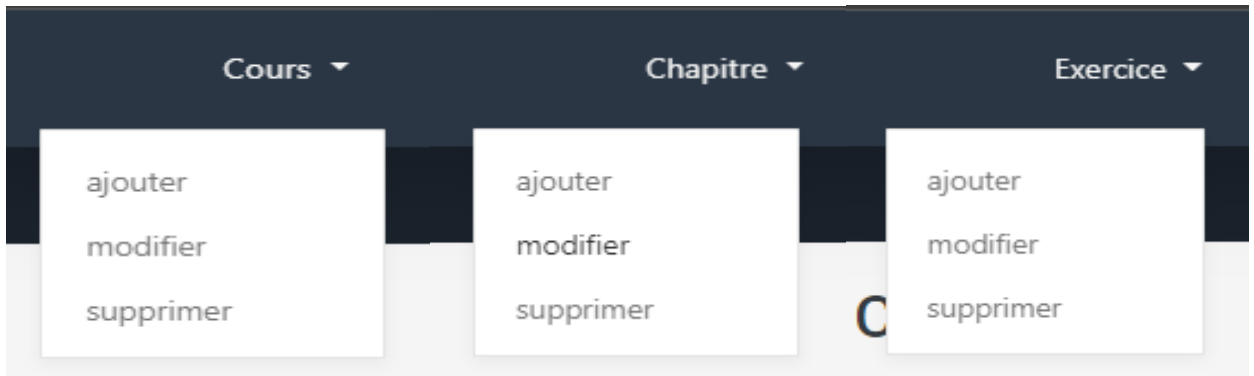 Cours
ajouter
modifier
supprimer
Chapitre
ajouter
modifier
supprimer
Exercice
ajouter
modifier
supprimer